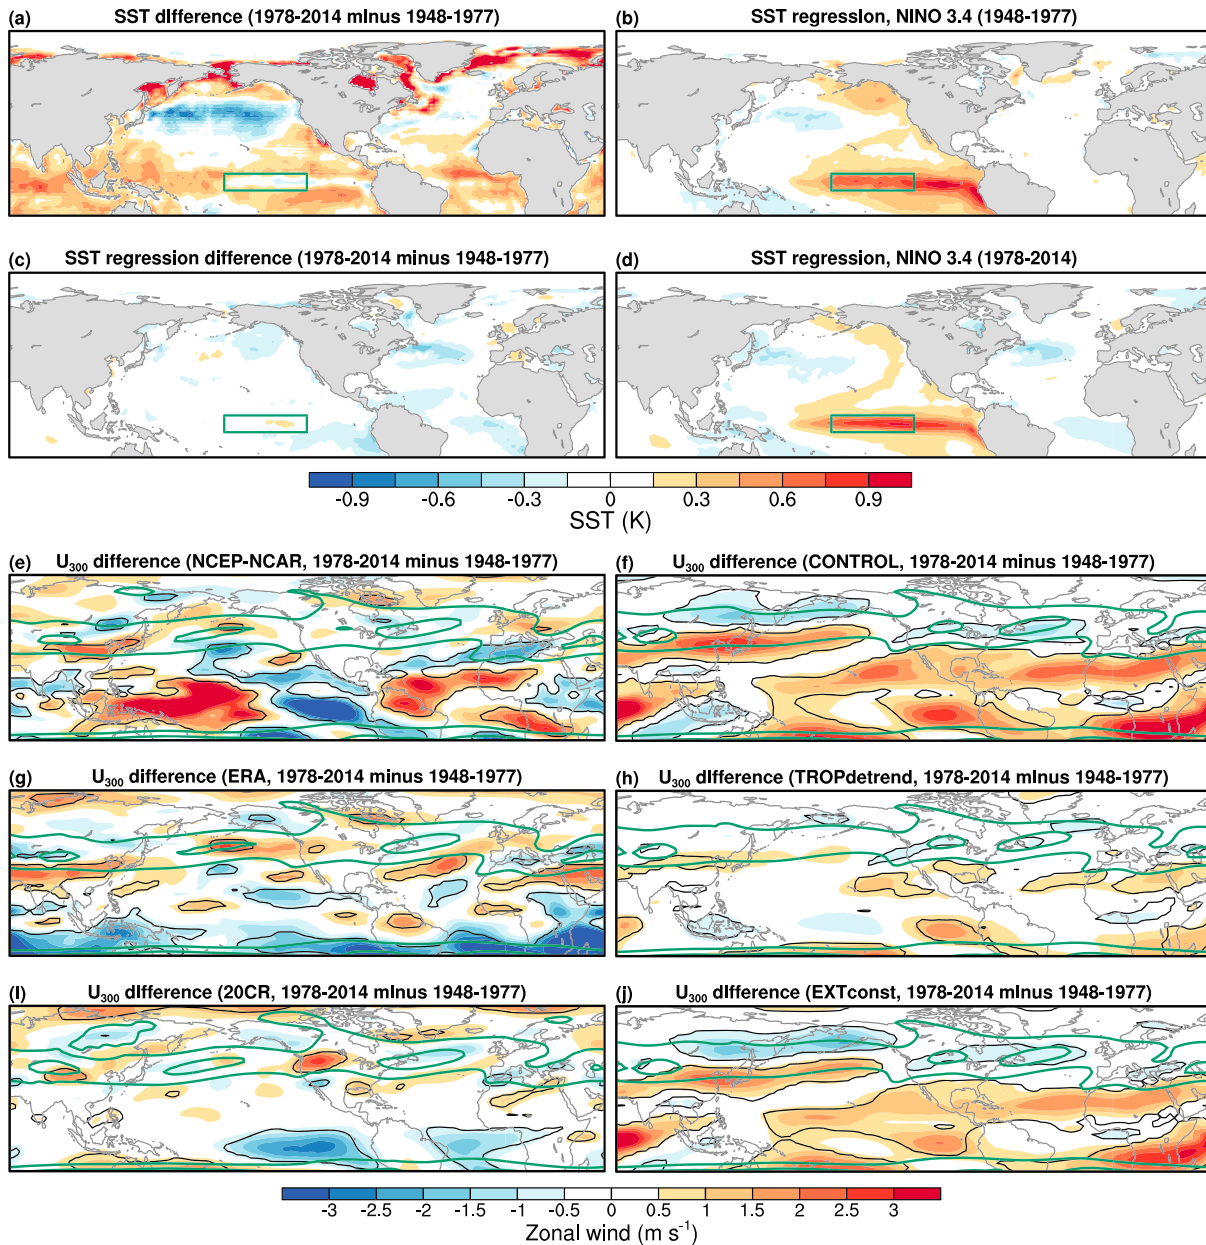 (a) SST dIfference (1978-2014 mInus 1948-1977)
(b) SST regressIon, NINO 3.4 (1948-1977)
(c) SST regressIon dIfference (1978-2014 mInus 1948-1977)
(d) SST regressIon, NINO 3.4 (1978-2014)
-0.9 -0.6 -0.3 0 0.3 0.6 0.9
SST (K)
(e) U300 dIfference (NCEP-NCAR, 1978-2014 mInus 1948-1977)
(f) U300 dIfference (CONTROL, 1978-2014 mInus 1948-1977)
(g) U300 dIfference (ERA, 1978-2014 mInus 1948-1977)
(h) U300 dIfference (TROPdetrend, 1978-2014 mInus 1948-1977)
(I) U300 dIfference (20CR, 1978-2014 mInus 1948-1977)
(j) U300 dIfference (EXTconst, 1978-2014 mInus 1948-1977)
-3 -2.5 -2 -1.5 -1 -0.5 0 0.5 1 1.5 2 2.5 3
Zonal wind (m s-1)